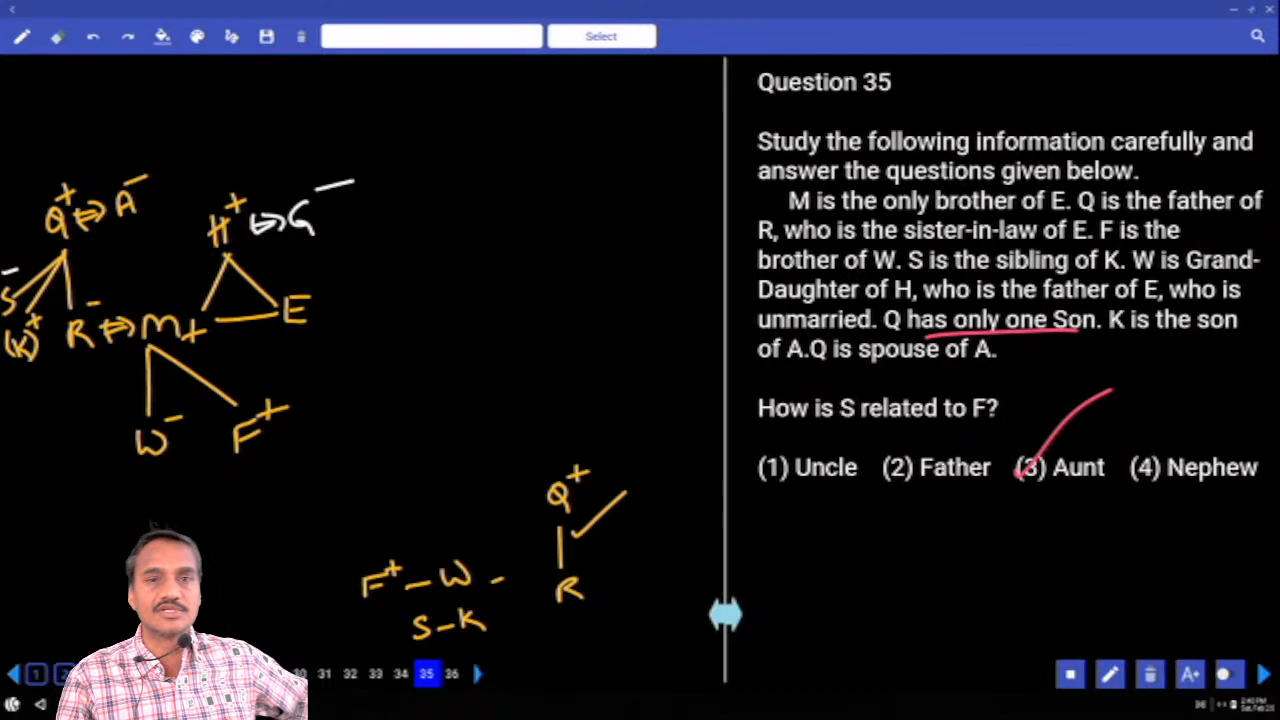 Select
Question 35
Study the following information carefully and
answer the questions given below.
M is the only brother of E. Q is the father of
R, who is the sister-in-law of E. F is the
brother of W. S is the sibling of K. W is Grand-
Daughter of H, who is the father of E, who is
unmarried. Q has only one Son. K is the son
of A.Q is spouse of A.
How is S related to F?
(1) Uncle (2) Father (3) Aunt (4) Nephew
Q+ ⇔ A−
H+ ⇔ G−
S− (K)+ R− ⇔ M+ E
W− F+
Q+
R
F+ – W –
S – K
1 31 32 33 34 35 36
A+